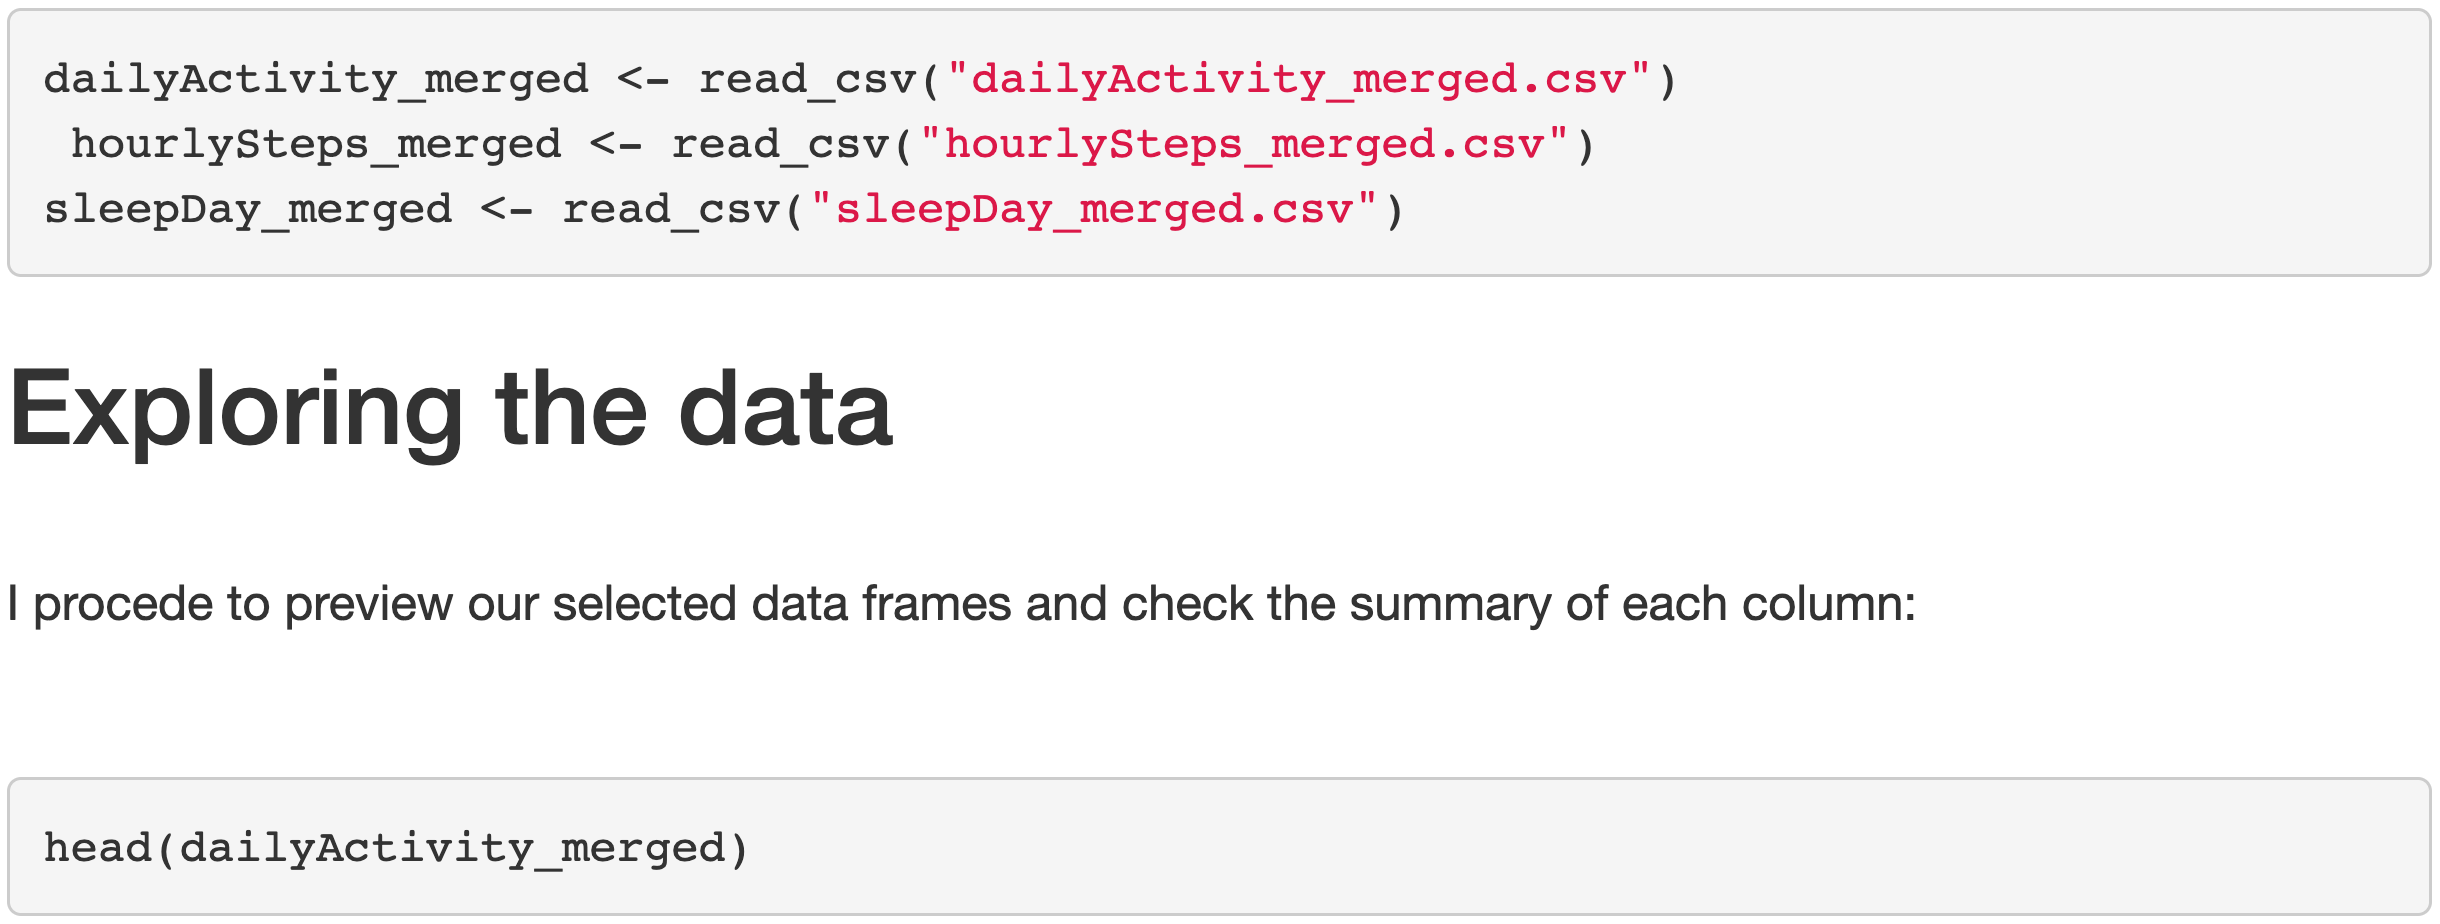 dailyActivity_merged <- read_csv("dailyActivity_merged.csv")
 hourlySteps_merged <- read_csv("hourlySteps_merged.csv")
sleepDay_merged <- read_csv("sleepDay_merged.csv")
Exploring the data
I procede to preview our selected data frames and check the summary of each column:
head(dailyActivity_merged)